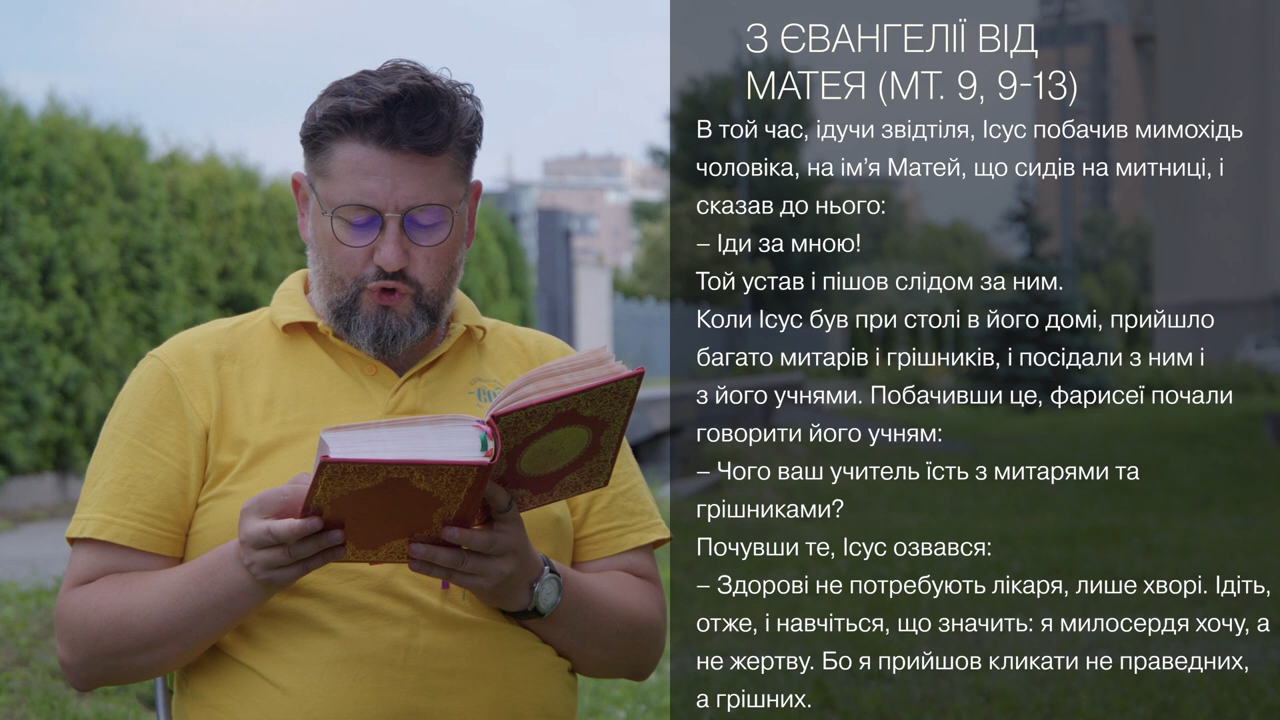 З ЄВАНГЕЛІЇ ВІД
МАТЕЯ (МТ. 9, 9-13)
В той час, ідучи звідтіля, Ісус побачив мимохідь
чоловіка, на ім’я Матей, що сидів на митниці, і
сказав до нього:
– Іди за мною!
Той устав і пішов слідом за ним.
Коли Ісус був при столі в його домі, прийшло
багато митарів і грішників, і посідали з ним і
з його учнями. Побачивши це, фарисеї почали
говорити його учням:
– Чого ваш учитель їсть з митарями та
грішниками?
Почувши те, Ісус озвався:
– Здорові не потребують лікаря, лише хворі. Ідіть,
отже, і навчіться, що значить: я милосердя хочу, а
не жертву. Бо я прийшов кликати не праведних,
а грішних.